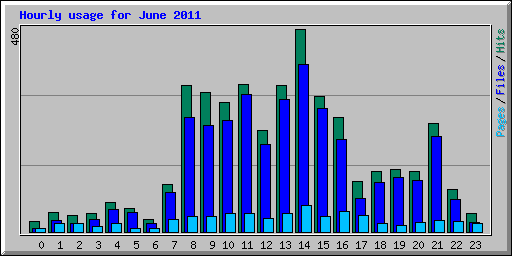 Hourly usage for June 2011
480
Pages / Files / Hits
0 1 2 3 4 5 6 7 8 9 10 11 12 13 14 15 16 17 18 19 20 21 22 23